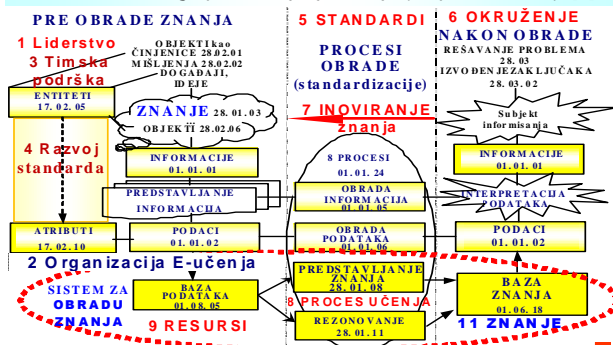 PRE OBRADE ZNANJA
1 Liderstvo
3 Timska
podrška
OBJEKTI kao
ČINJENICE 28.02.01
MIŠLJENJA 28.02.02
DOGAĐAJI,
IDEJE
ENTITETI
17.02.05
ZNANJE 28.01.03
OBJEKTI 28.02.06
4 Razvoj
standarda
INFORMACIJE
01.01.01
PREDSTAVLJANJE
INFORMACIJA
ATRIBUTI
17.02.10
PODACI
01.01.02
2 Organizacija E-učenja
SISTEM ZA
OBRADU
ZNANJA
BAZA
PODATAKA
01.08.05
9 RESURSI
5 STANDARDI
PROCESI
OBRADE
(standardizacije)
7 INOVIRANJE
znanja
8 PROCESI
01.01.24
OBRADA
INFORMACIJA
01.01.05
OBRADA
PODATAKA
01.01.06
PREDSTAVLJANJE
ZNANJA
28.01.08
8 PROCES UČENJA
REZONOVANJE
28.01.11
6 OKRUŽENJE
NAKON OBRADE
REŠAVANJE PROBLEMA
28.03
IZVOĐENJE ZAKLJUČAKA
28.03.02
Subjekt
informisanja
INFORMACIJE
01.01.01
INTERPRETACIJA
PODATAKA
PODACI
01.01.02
BAZA
ZNANJA
01.06.18
11 ZNANJE